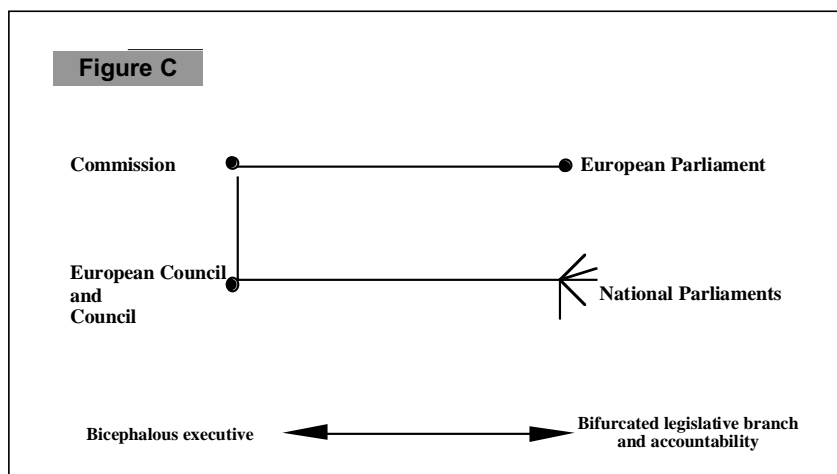 Figure C
Commission
European Parliament
European Council
and
Council
National Parliaments
Bicephalous executive
Bifurcated legislative branch
and accountability